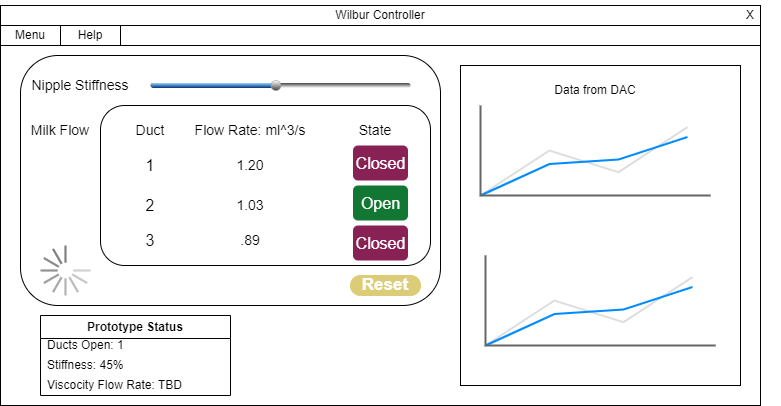 Wilbur Controller
X
Menu
Help
Nipple Stiffness
Milk Flow
Duct
Flow Rate: ml^3/s
State
1
1.20
Closed
2
1.03
Open
3
.89
Closed
Reset
Prototype Status
Ducts Open: 1
Stiffness: 45%
Viscocity Flow Rate: TBD
Data from DAC